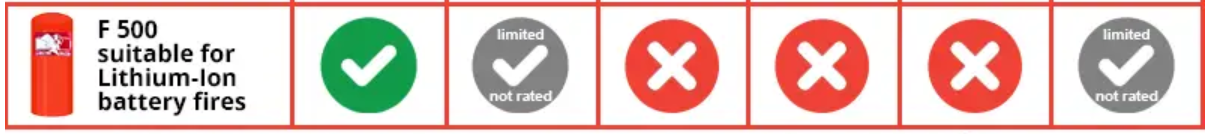 F 500
suitable for
Lithium-Ion
battery fires
limited
not rated
limited
not rated